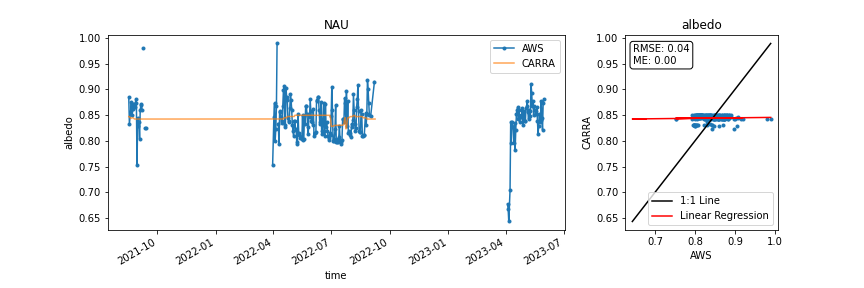 NAU
albedo
1.00
0.95
0.90
0.85
0.80
0.75
0.70
0.65
AWS
CARRA
2021-10
2022-01
2022-04
2022-07
2022-10
2023-01
2023-04
2023-07
time
albedo
CARRA
1.00
0.95
0.90
0.85
0.80
0.75
0.70
0.65
RMSE: 0.04
ME: 0.00
1:1 Line
Linear Regression
0.7
0.8
0.9
1.0
AWS